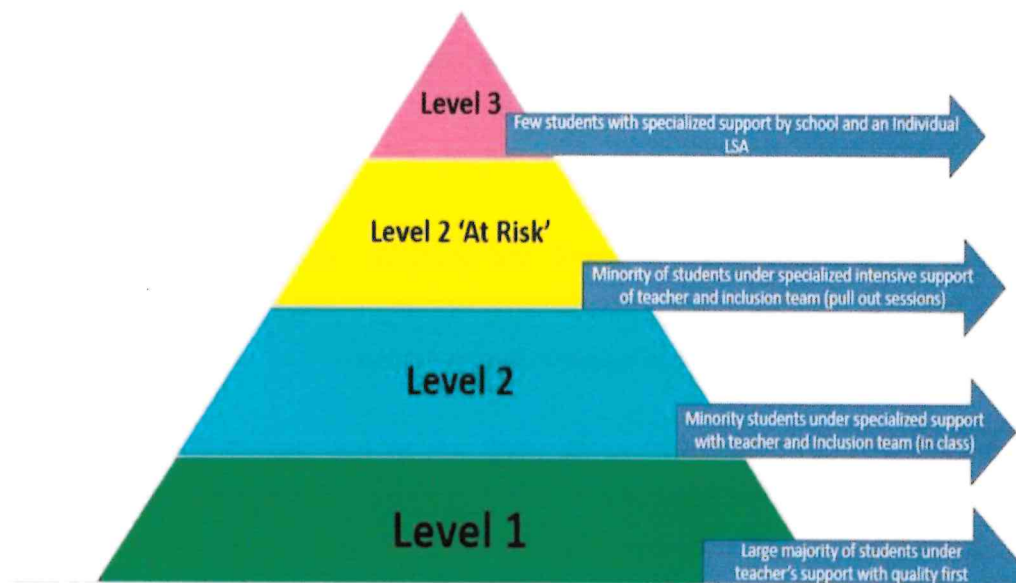 Level 3
Few students with specialized support by school and an Individual
LSA
Level 2 ‘At Risk’
Minority of students under specialized intensive support
of teacher and inclusion team (pull out sessions)
Level 2
Minority students under specialized support
with teacher and Inclusion team (in class)
Level 1
Large majority of students under
teacher's support with quality first